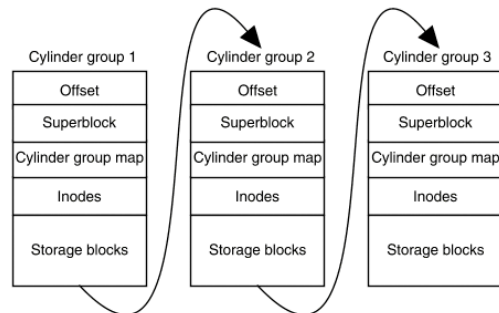 Cylinder group 1
Offset
Superblock
Cylinder group map
Inodes
Storage blocks
Cylinder group 2
Offset
Superblock
Cylinder group map
Inodes
Storage blocks
Cylinder group 3
Offset
Superblock
Cylinder group map
Inodes
Storage blocks